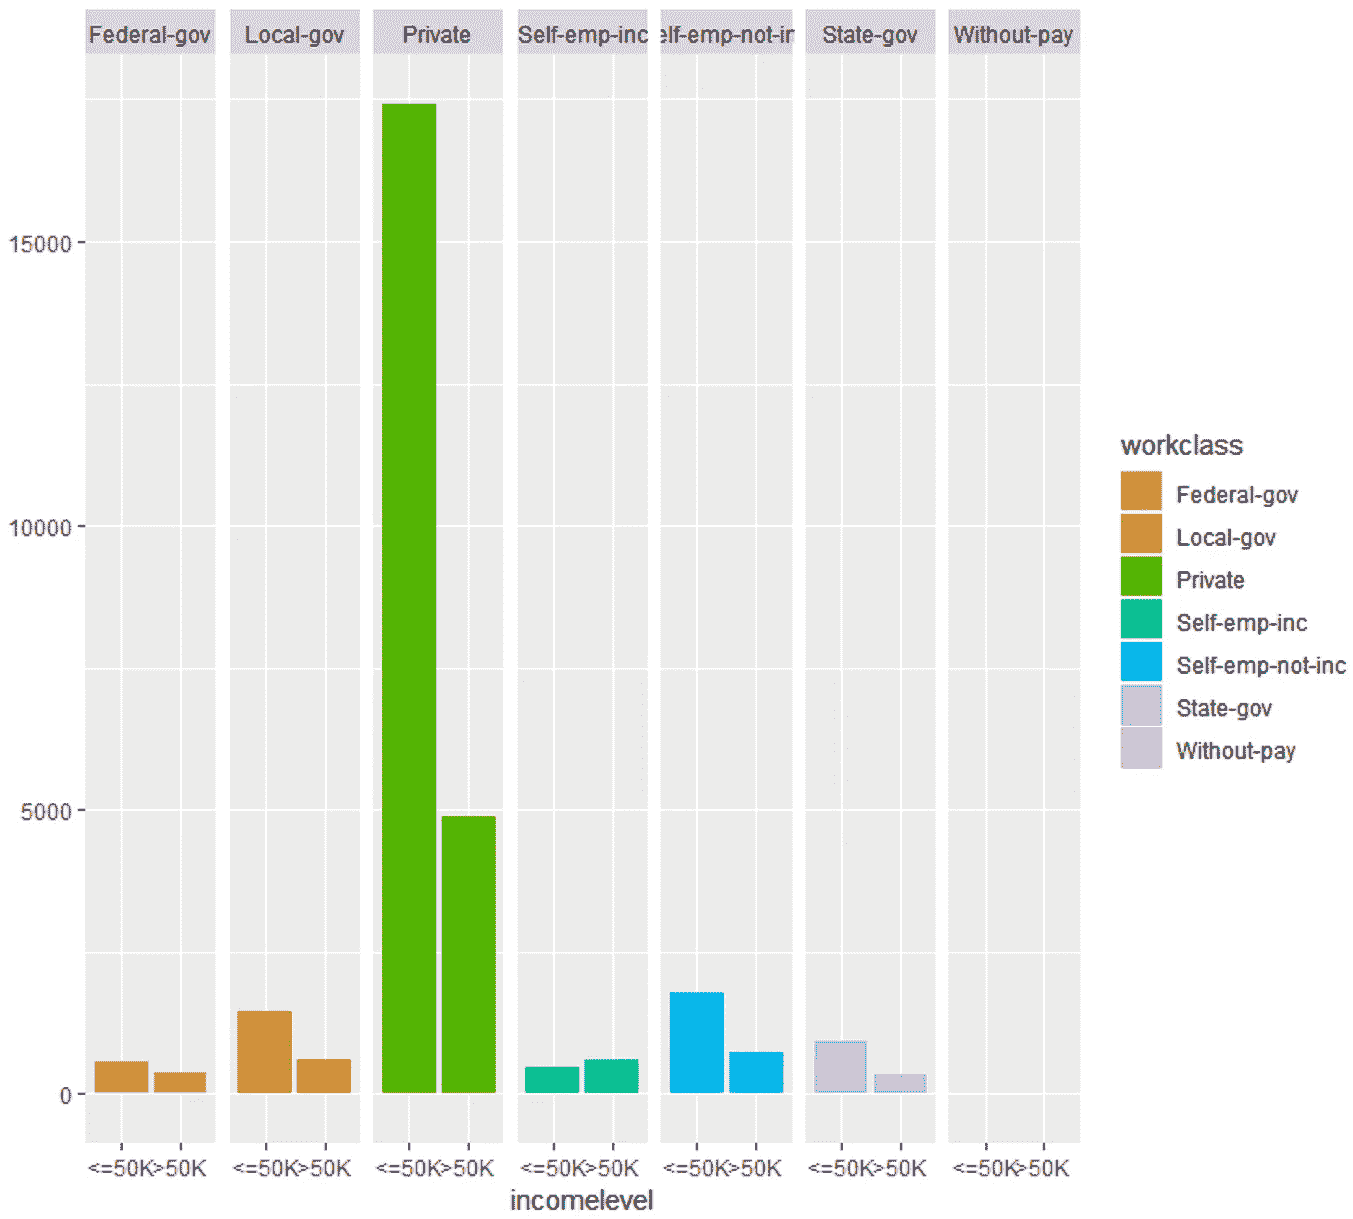 Federal-gov Local-gov Private Self-emp-inc elf-emp-not-in State-gov Without-pay
15000
10000
5000
0
<=50K >50K <=50K >50K <=50K >50K <=50K >50K <=50K >50K <=50K >50K <=50K >50K
incomelevel
workclass
Federal-gov
Local-gov
Private
Self-emp-inc
Self-emp-not-inc
State-gov
Without-pay